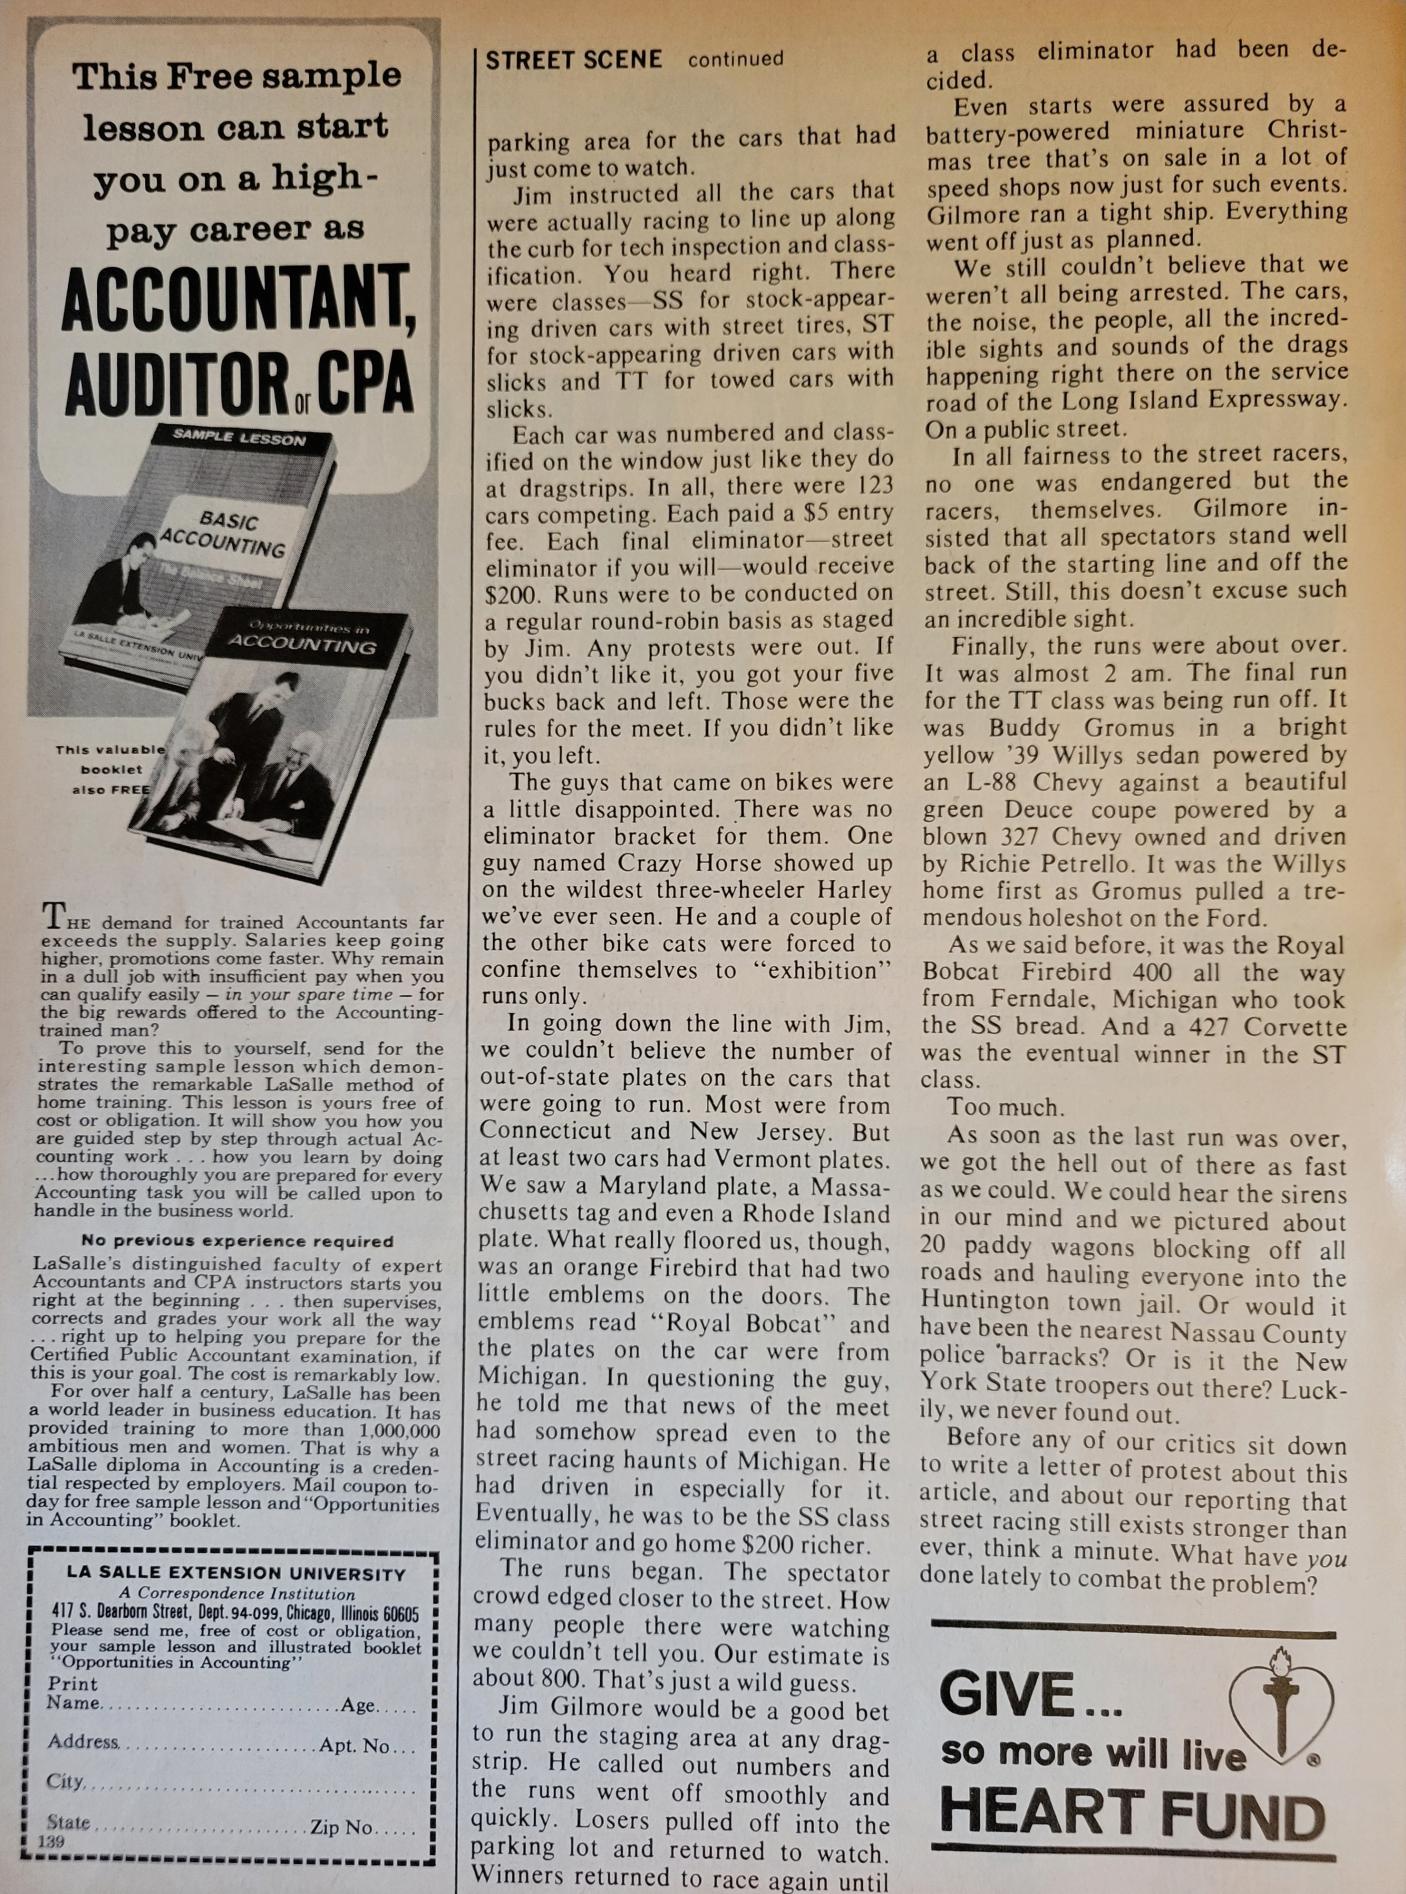 This Free sample
lesson can start
you on a high-
pay career as
ACCOUNTANT,
AUDITOR or CPA
SAMPLE LESSON
BASIC
ACCOUNTING
The Balance Sheet
LA SALLE EXTENSION UNIV
Opportunities in
ACCOUNTING
This valuable
booklet
also FREE
THE demand for trained Accountants far
exceeds the supply. Salaries keep going
higher, promotions come faster. Why remain
in a dull job with insufficient pay when you
can qualify easily – in your spare time – for
the big rewards offered to the Accounting-
trained man?
To prove this to yourself, send for the
interesting sample lesson which demon-
strates the remarkable LaSalle method of
home training. This lesson is yours free of
cost or obligation. It will show you how you
are guided step by step through actual Ac-
counting work . . . how you learn by doing
...how thoroughly you are prepared for every
Accounting task you will be called upon to
handle in the business world.
No previous experience required
LaSalle's distinguished faculty of expert
Accountants and CPA instructors starts you
right at the beginning . . . then supervises,
corrects and grades your work all the way
...right up to helping you prepare for the
Certified Public Accountant examination, if
this is your goal. The cost is remarkably low.
For over half a century, LaSalle has been
a world leader in business education. It has
provided training to more than 1,000,000
ambitious men and women. That is why a
LaSalle diploma in Accounting is a creden-
tial respected by employers. Mail coupon to-
day for free sample lesson and "Opportunities
in Accounting" booklet.
LA SALLE EXTENSION UNIVERSITY
A Correspondence Institution
417 S. Dearborn Street, Dept. 94-099, Chicago, Illinois 60605
Please send me, free of cost or obligation,
your sample lesson and illustrated booklet
"Opportunities in Accounting"
Print
Name..........................Age.....
Address.....................Apt. No...
City....................................
State.......................Zip No.....
139
STREET SCENE continued
parking area for the cars that had
just come to watch.
Jim instructed all the cars that
were actually racing to line up along
the curb for tech inspection and class-
ification. You heard right. There
were classes—SS for stock-appear-
ing driven cars with street tires, ST
for stock-appearing driven cars with
slicks and TT for towed cars with
slicks.
Each car was numbered and class-
ified on the window just like they do
at dragstrips. In all, there were 123
cars competing. Each paid a $5 entry
fee. Each final eliminator—street
eliminator if you will—would receive
$200. Runs were to be conducted on
a regular round-robin basis as staged
by Jim. Any protests were out. If
you didn't like it, you got your five
bucks back and left. Those were the
rules for the meet. If you didn't like
it, you left.
The guys that came on bikes were
a little disappointed. There was no
eliminator bracket for them. One
guy named Crazy Horse showed up
on the wildest three-wheeler Harley
we've ever seen. He and a couple of
the other bike cats were forced to
confine themselves to "exhibition"
runs only.
In going down the line with Jim,
we couldn't believe the number of
out-of-state plates on the cars that
were going to run. Most were from
Connecticut and New Jersey. But
at least two cars had Vermont plates.
We saw a Maryland plate, a Massa-
chusetts tag and even a Rhode Island
plate. What really floored us, though,
was an orange Firebird that had two
little emblems on the doors. The
emblems read "Royal Bobcat" and
the plates on the car were from
Michigan. In questioning the guy,
he told me that news of the meet
had somehow spread even to the
street racing haunts of Michigan. He
had driven in especially for it.
Eventually, he was to be the SS class
eliminator and go home $200 richer.
The runs began. The spectator
crowd edged closer to the street. How
many people there were watching
we couldn't tell you. Our estimate is
about 800. That's just a wild guess.
Jim Gilmore would be a good bet
to run the staging area at any drag-
strip. He called out numbers and
the runs went off smoothly and
quickly. Losers pulled off into the
parking lot and returned to watch.
Winners returned to race again until
a class eliminator had been de-
cided.
Even starts were assured by a
battery-powered miniature Christ-
mas tree that's on sale in a lot of
speed shops now just for such events.
Gilmore ran a tight ship. Everything
went off just as planned.
We still couldn't believe that we
weren't all being arrested. The cars,
the noise, the people, all the incred-
ible sights and sounds of the drags
happening right there on the service
road of the Long Island Expressway.
On a public street.
In all fairness to the street racers,
no one was endangered but the
racers, themselves. Gilmore in-
sisted that all spectators stand well
back of the starting line and off the
street. Still, this doesn't excuse such
an incredible sight.
Finally, the runs were about over.
It was almost 2 am. The final run
for the TT class was being run off. It
was Buddy Gromus in a bright
yellow '39 Willys sedan powered by
an L-88 Chevy against a beautiful
green Deuce coupe powered by a
blown 327 Chevy owned and driven
by Richie Petrello. It was the Willys
home first as Gromus pulled a tre-
mendous holeshot on the Ford.
As we said before, it was the Royal
Bobcat Firebird 400 all the way
from Ferndale, Michigan who took
the SS bread. And a 427 Corvette
was the eventual winner in the ST
class.
Too much.
As soon as the last run was over,
we got the hell out of there as fast
as we could. We could hear the sirens
in our mind and we pictured about
20 paddy wagons blocking off all
roads and hauling everyone into the
Huntington town jail. Or would it
have been the nearest Nassau County
police barracks? Or is it the New
York State troopers out there? Luck-
ily, we never found out.
Before any of our critics sit down
to write a letter of protest about this
article, and about our reporting that
street racing still exists stronger than
ever, think a minute. What have you
done lately to combat the problem?
GIVE...
so more will live
HEART FUND
®